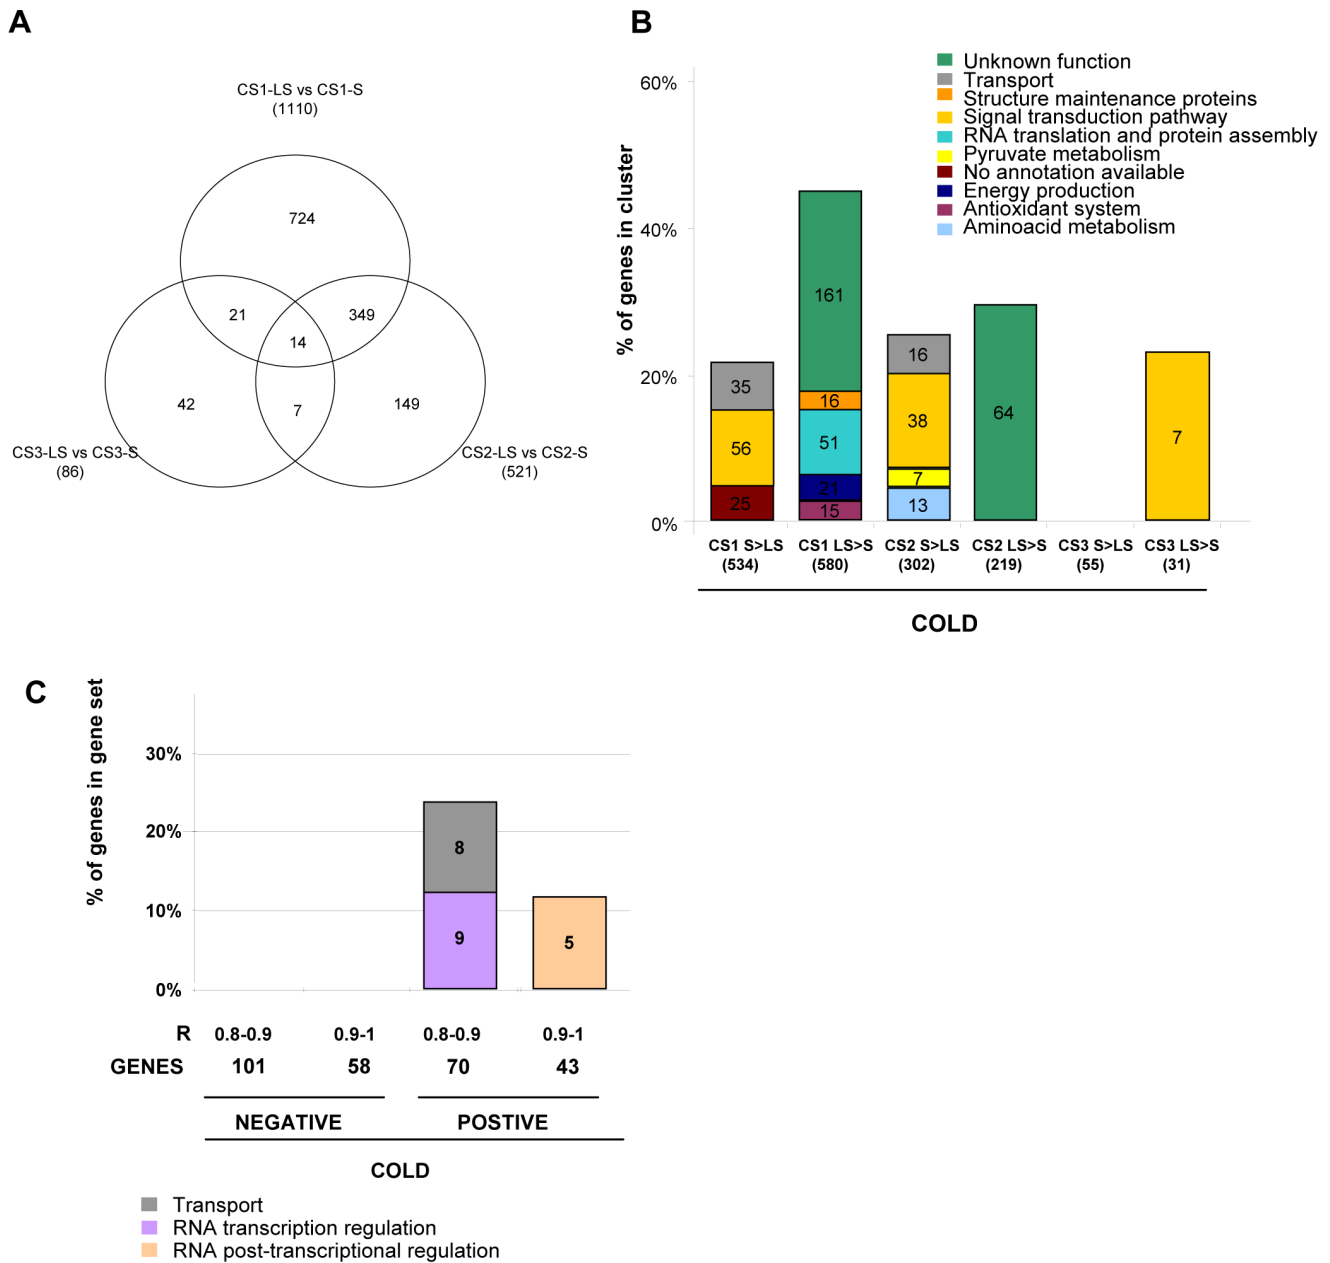 A
CS1-LS vs CS1-S
(1110)
724
21
349
14
42
7
149
CS3-LS vs CS3-S
(86)
CS2-LS vs CS2-S
(521)
B
% of genes in cluster
60%
40%
20%
0%
Unknown function
Transport
Structure maintenance proteins
Signal transduction pathway
RNA translation and protein assembly
Pyruvate metabolism
No annotation available
Energy production
Antioxidant system
Aminoacid metabolism
35
56
25
161
16
51
21
15
16
38
7
13
64
7
CS1 S>LS
(534)
CS1 LS>S
(580)
CS2 S>LS
(302)
CS2 LS>S
(219)
CS3 S>LS
(55)
CS3 LS>S
(31)
COLD
C
% of genes in gene set
30%
20%
10%
0%
8
9
5
R 0.8-0.9 0.9-1 0.8-0.9 0.9-1
GENES 101 58 70 43
NEGATIVE POSTIVE
COLD
Transport
RNA transcription regulation
RNA post-transcriptional regulation